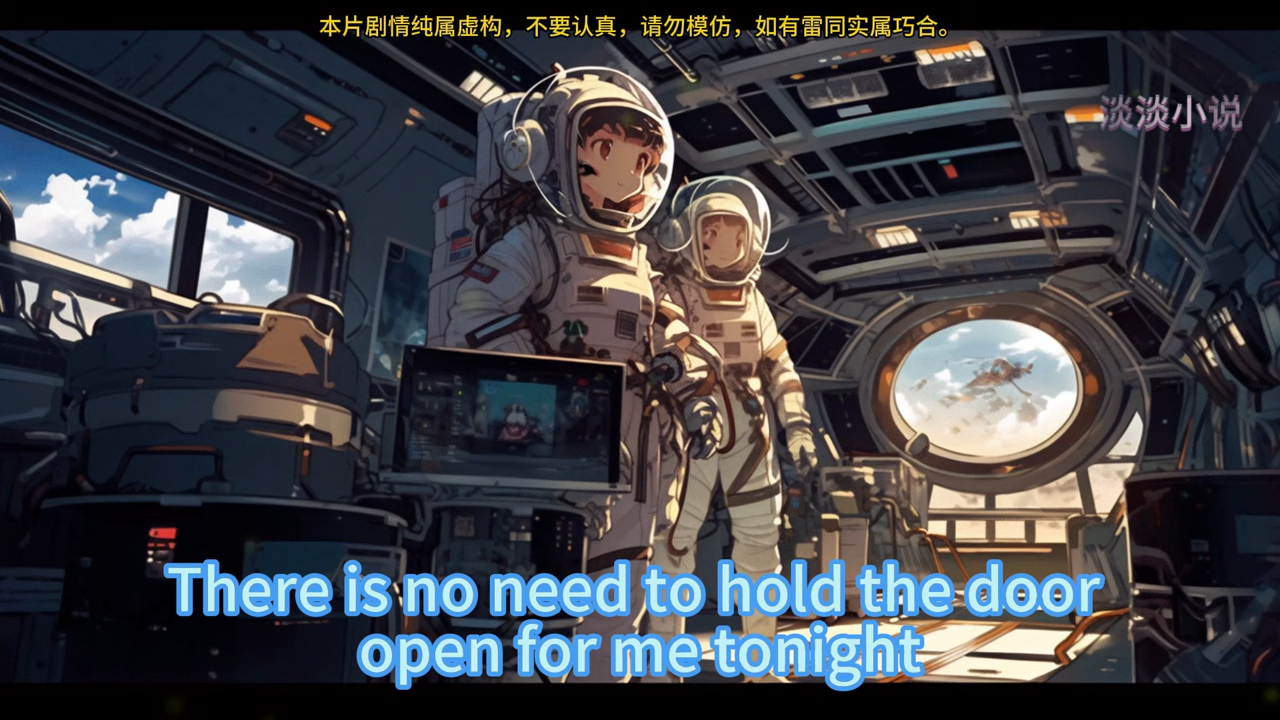 本片剧情纯属虚构，不要认真，请勿模仿，如有雷同实属巧合。
淡淡小说
There is no need to hold the door
open for me tonight